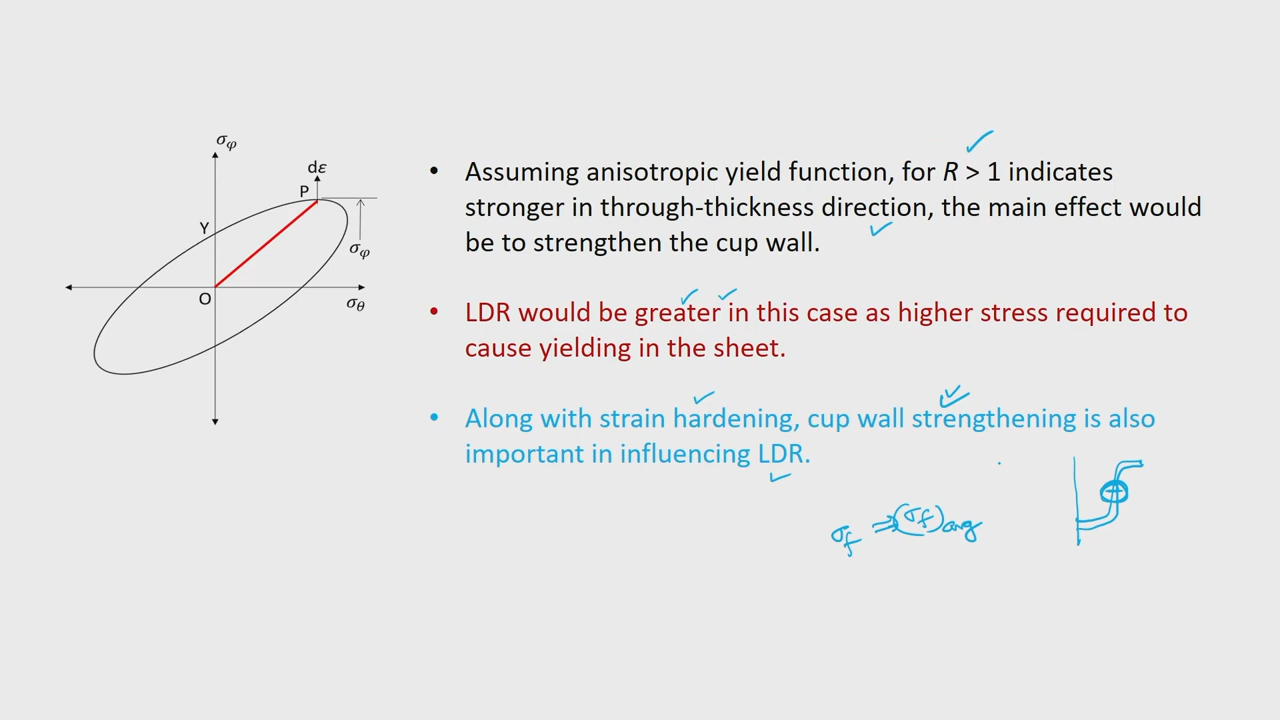 σφ
dε
P
Y
σφ
O
σθ
• Assuming anisotropic yield function, for R > 1 indicates
stronger in through-thickness direction, the main effect would
be to strengthen the cup wall.
• LDR would be greater in this case as higher stress required to
cause yielding in the sheet.
• Along with strain hardening, cup wall strengthening is also
important in influencing LDR.
σf ⇒ (σf)avg